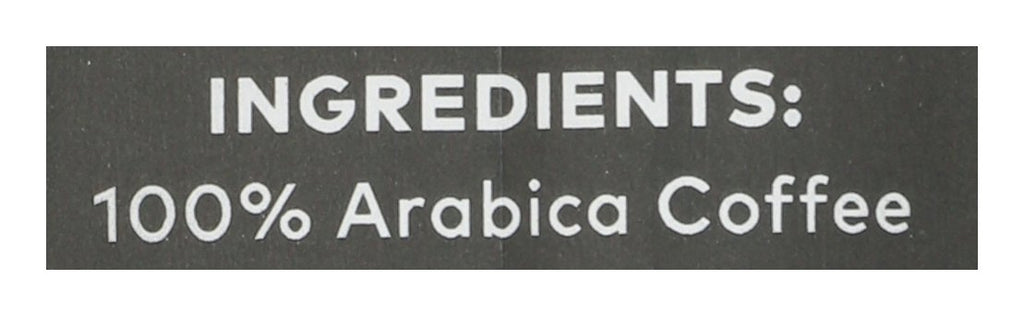 INGREDIENTS:
100% Arabica Coffee